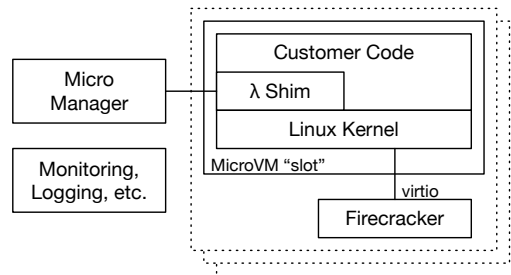 Customer Code
Micro
Manager
λ Shim
Linux Kernel
MicroVM “slot”
Monitoring,
Logging, etc.
virtio
Firecracker